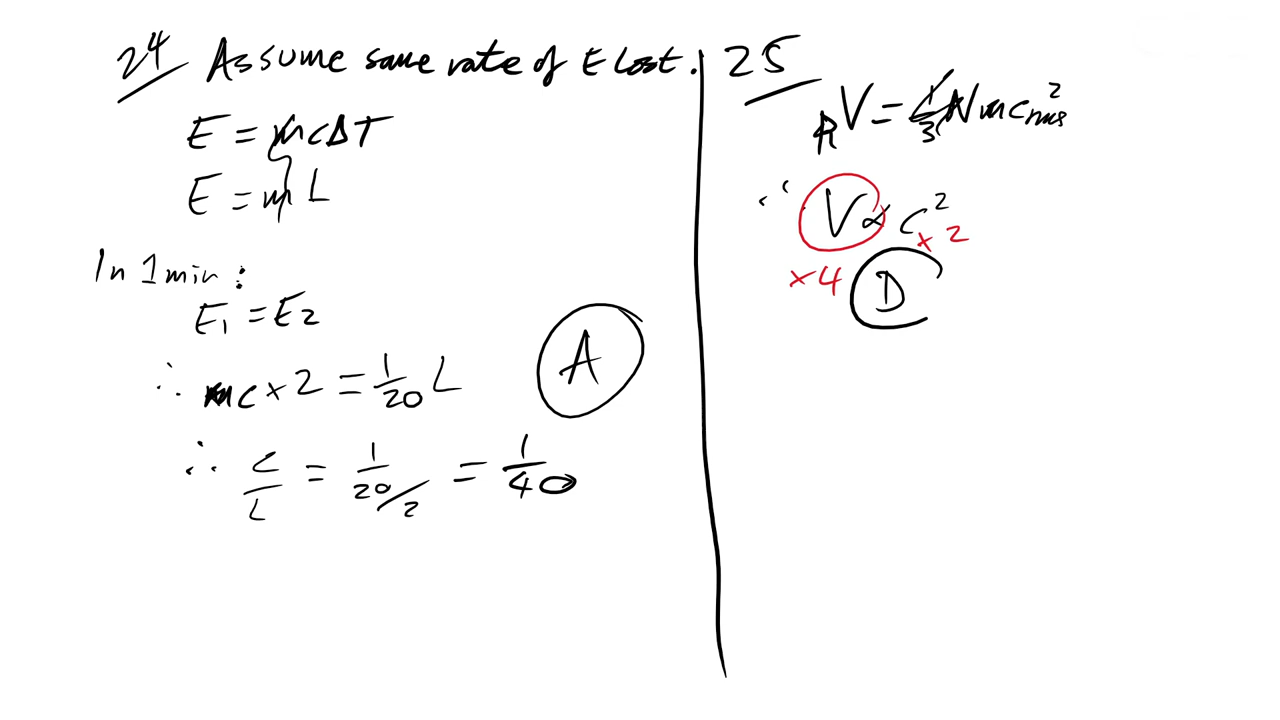 24 Assume same rate of E lost.
E = mcΔT
E = mL
In 1 min:
E₁ = E₂
∴ mc × 2 = 1/20 L
∴ c/L = 1/20/2 = 1/40
A
25
PV = 1/3 Nmc²rms
∴ V ∝ c²
×2
×4
D